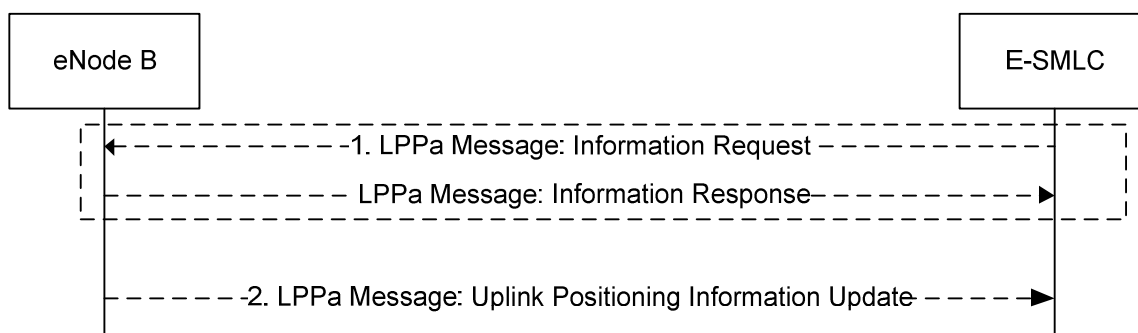 eNode B
E-SMLC
1. LPPa Message: Information Request
LPPa Message: Information Response
2. LPPa Message: Uplink Positioning Information Update